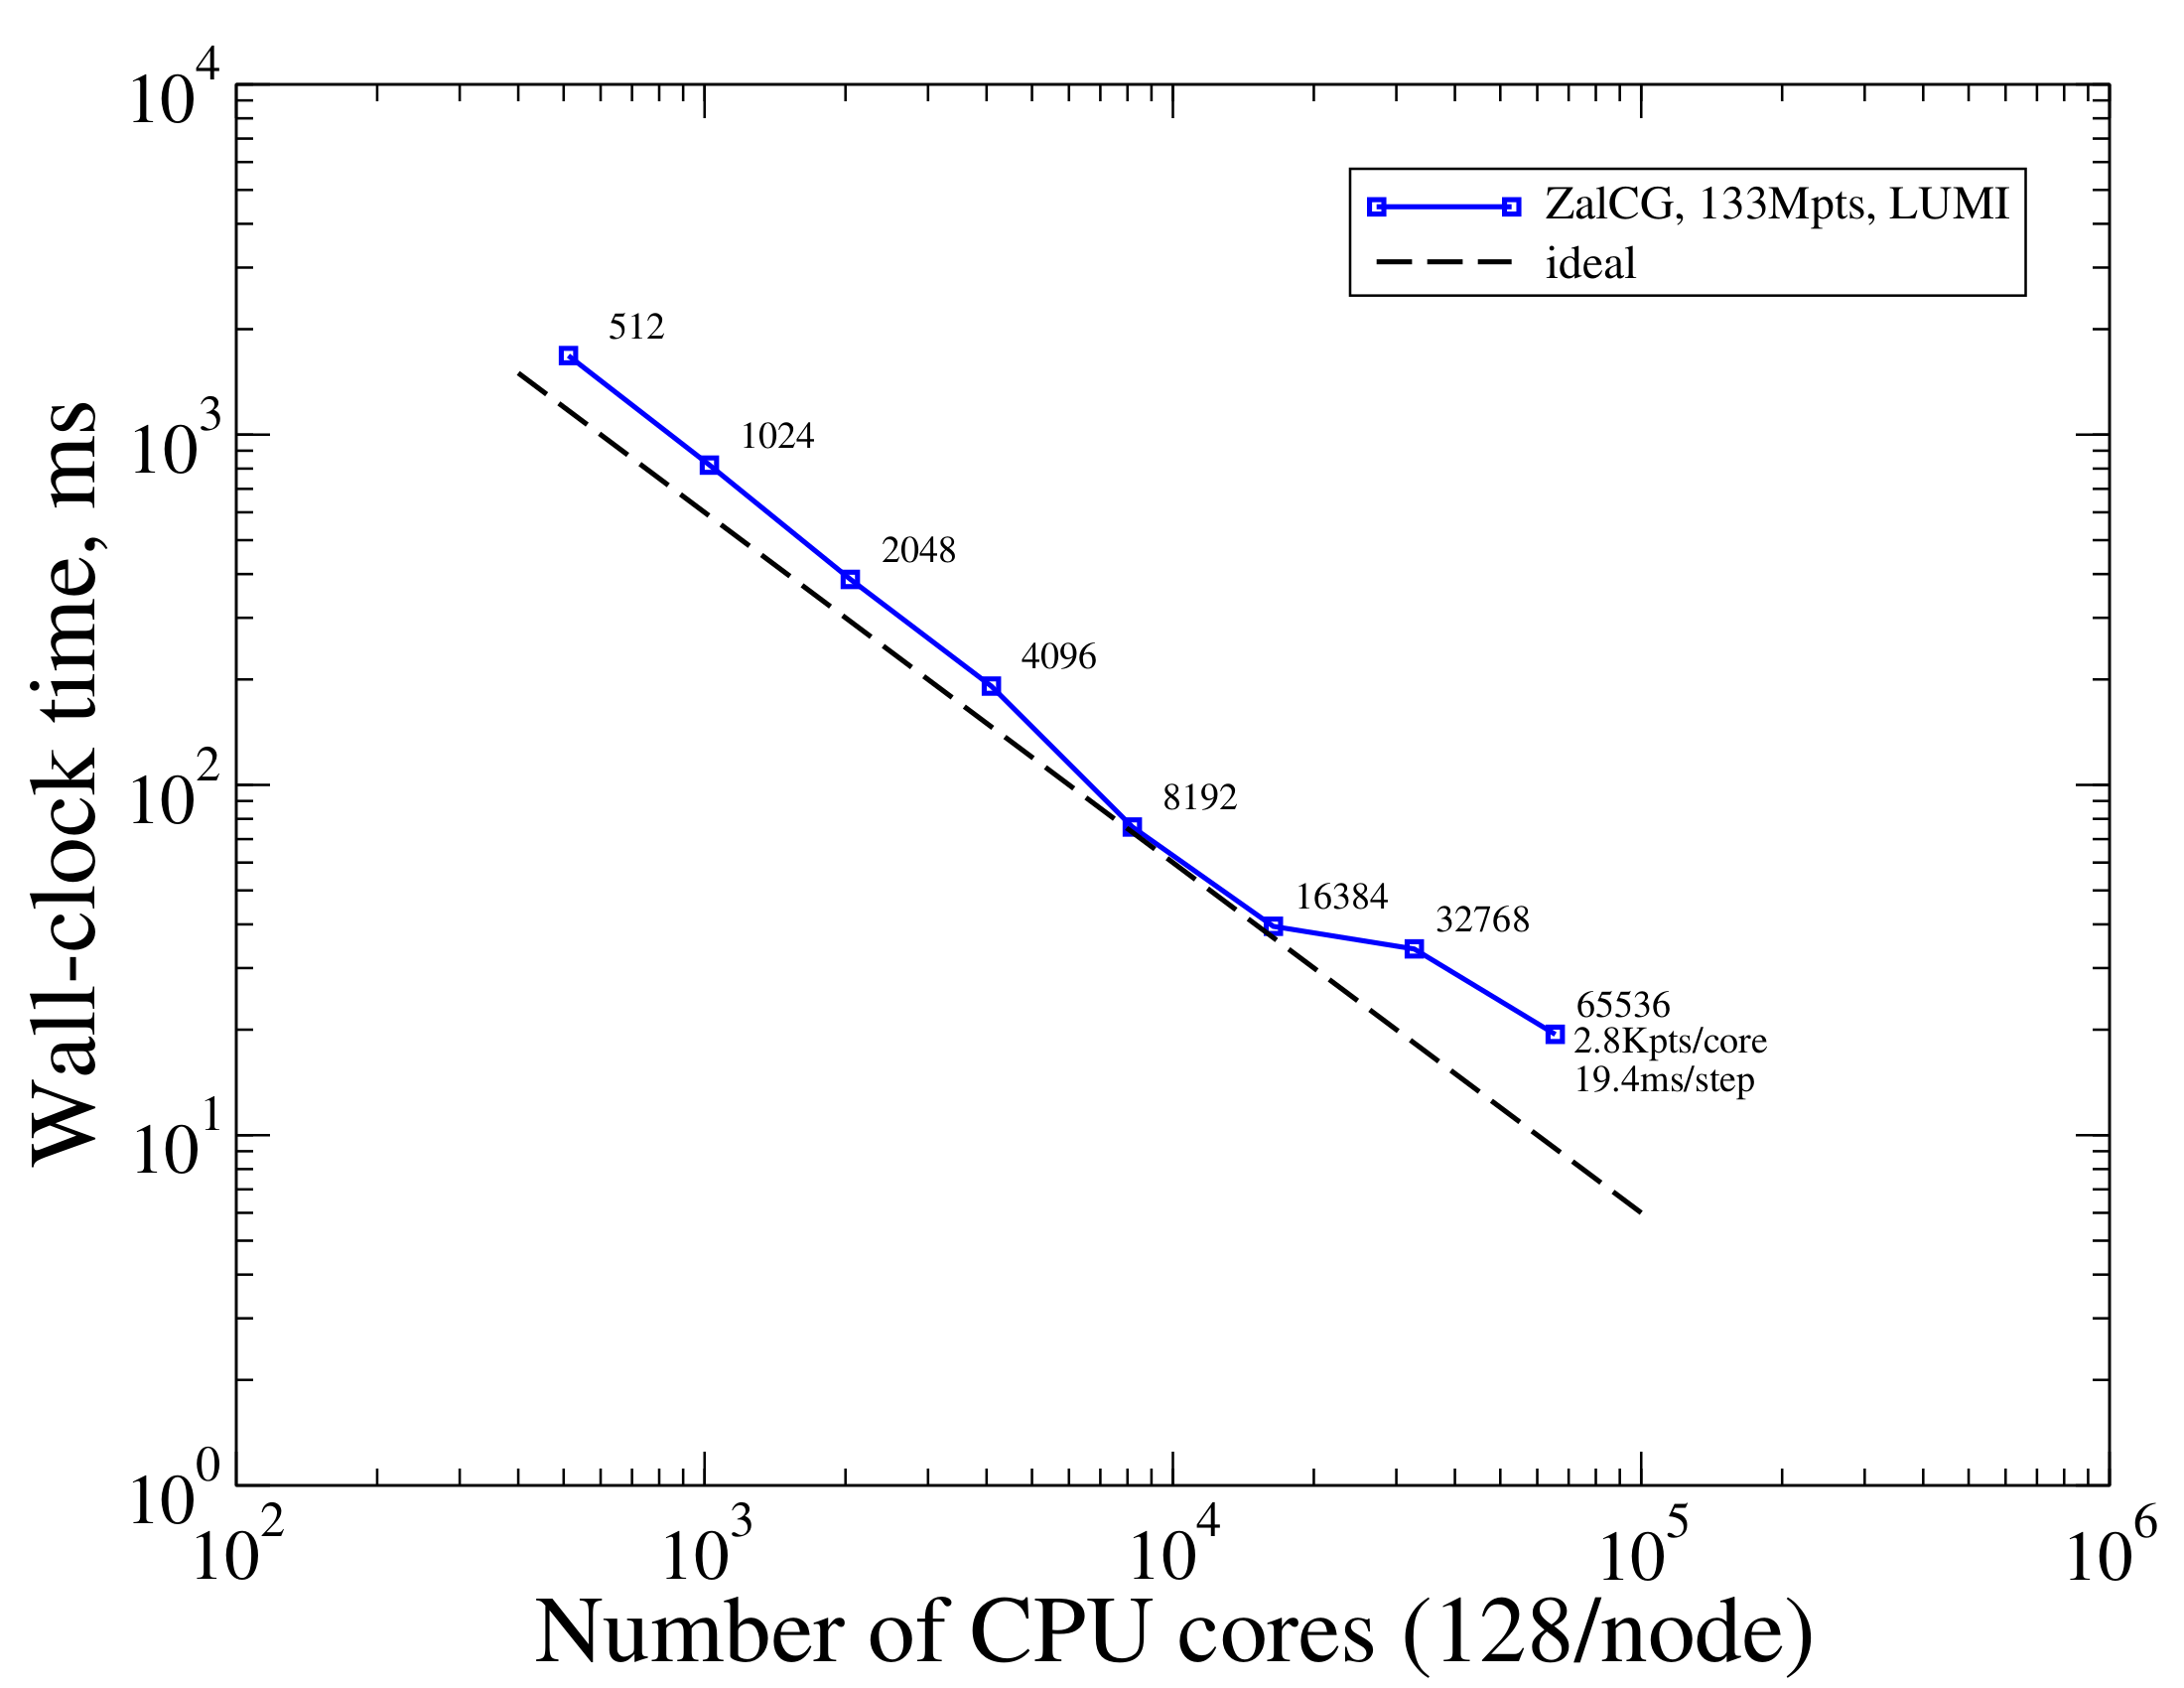 10^4
10^3
10^2
10^1
10^0
Wall-clock time, ms
ZalCG, 133Mpts, LUMI
ideal
512
1024
2048
4096
8192
16384
32768
65536
2.8Kpts/core
19.4ms/step
10^2 10^3 10^4 10^5 10^6
Number of CPU cores (128/node)